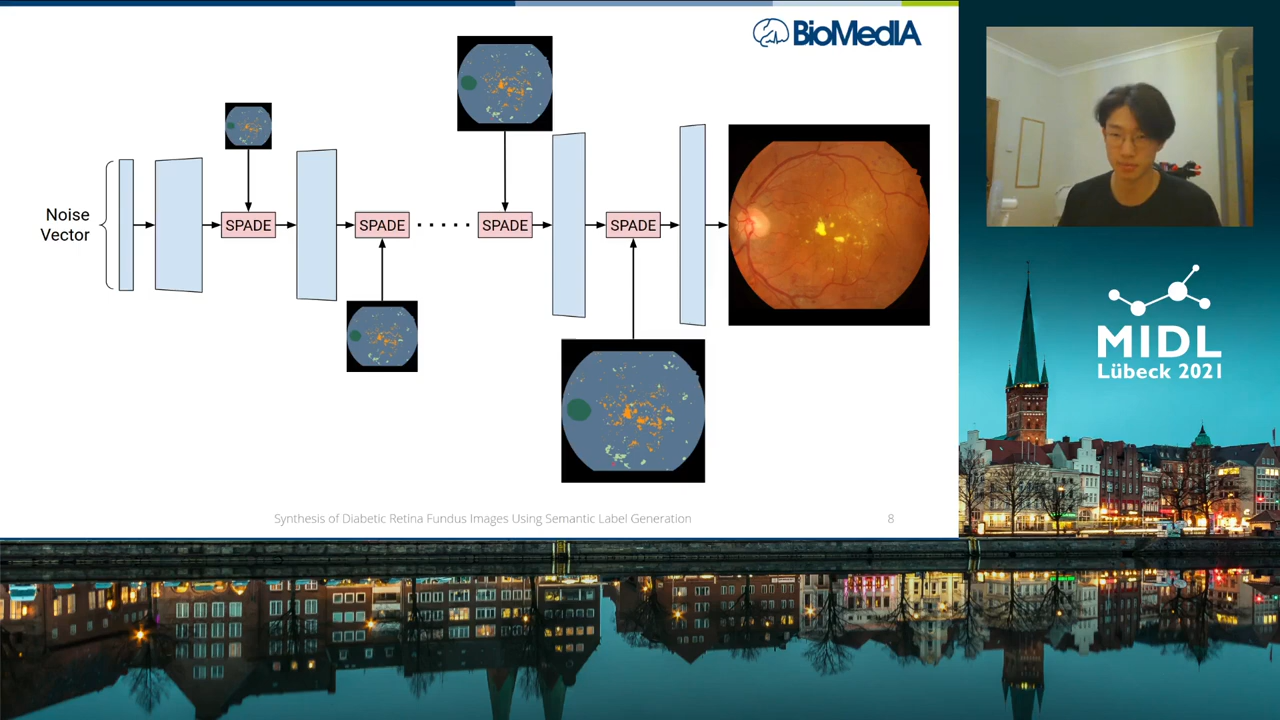 BioMedIA
Noise
Vector
SPADE
SPADE
SPADE
SPADE
Synthesis of Diabetic Retina Fundus Images Using Semantic Label Generation
8
MIDL
Lübeck 2021